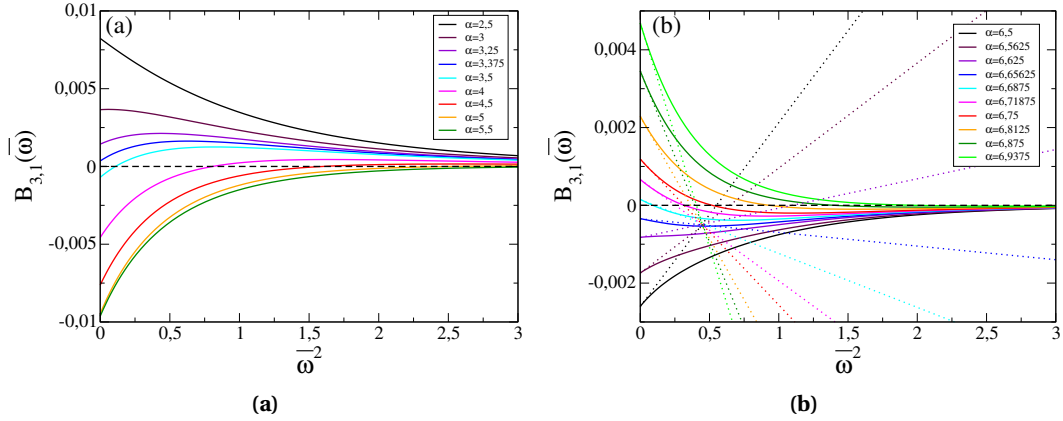 (a)
0,01
0,005
0
-0,005
-0,01
B3,1(ω̅)
0 0,5 1 1,5 2 2,5 3
ω̅²
α=2,5
α=3
α=3,25
α=3,375
α=3,5
α=4
α=4,5
α=5
α=5,5
(a)
(b)
0,004
0,002
0
-0,002
B3,1(ω̅)
0 0,5 1 1,5 2 2,5 3
ω̅²
α=6,5
α=6,5625
α=6,625
α=6,65625
α=6,6875
α=6,71875
α=6,75
α=6,8125
α=6,875
α=6,9375
(b)